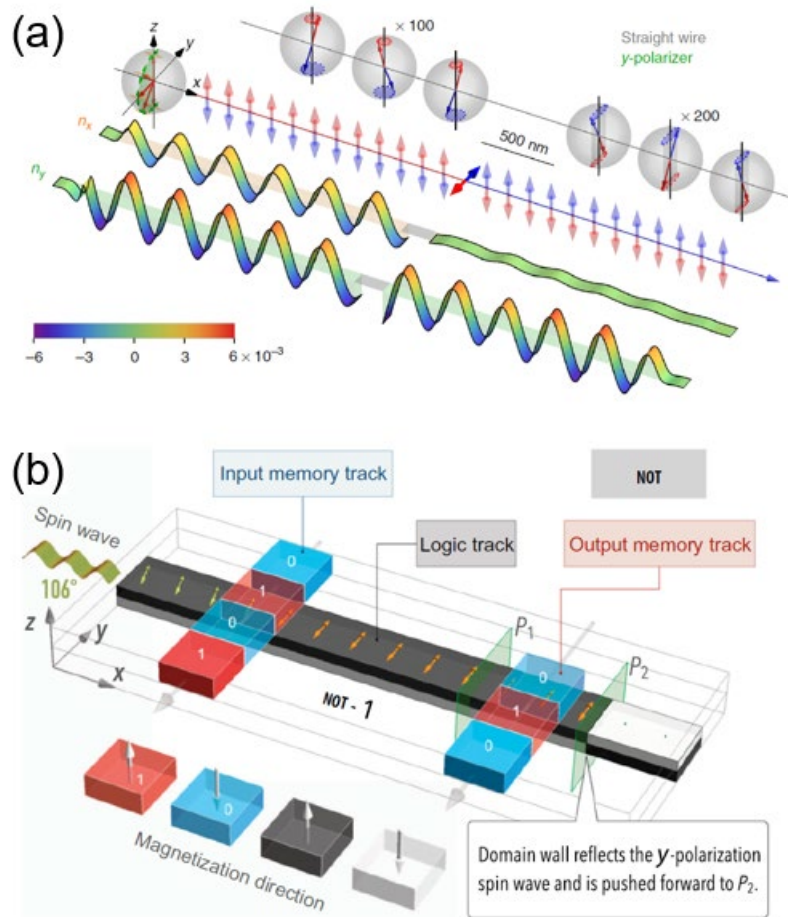 (a)
z
y
x
× 100
Straight wire
y-polarizer
× 200
500 nm
nx
ny
−6 −3 0 3 6 × 10⁻³
(b)
Input memory track
NOT
Spin wave
Logic track
Output memory track
106°
0
1
0
1
z
y
x
P1
P2
0
1
0
NOT - 1
1
0
Magnetization direction
Domain wall reflects the y-polarization
spin wave and is pushed forward to P2.